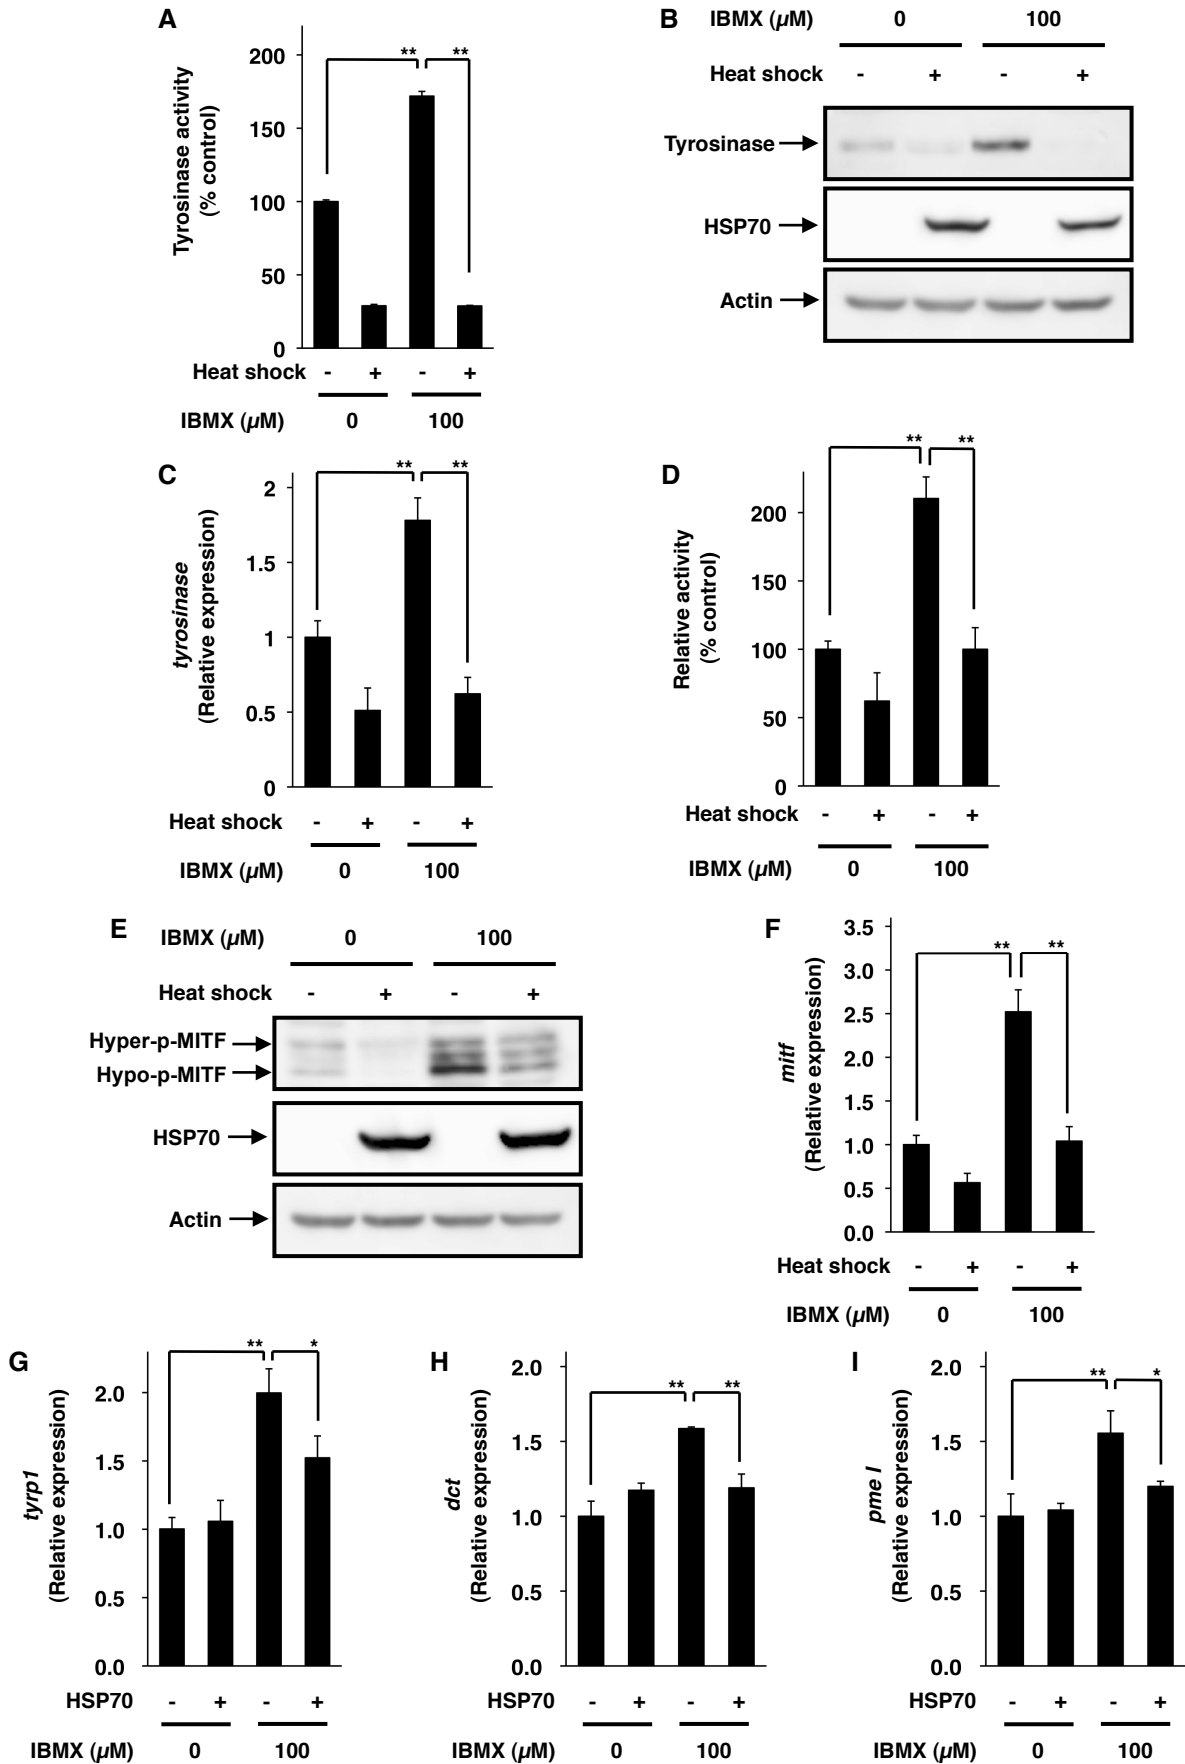 A
Tyrosinase activity
(% control)
200
150
100
50
0
** **
Heat shock - + - +
IBMX (µM) 0 100
B
IBMX (µM) 0 100
Heat shock - + - +
Tyrosinase
HSP70
Actin
C
tyrosinase
(Relative expression)
2
1.5
1
0.5
0
** **
Heat shock - + - +
IBMX (µM) 0 100
D
Relative activity
(% control)
200
150
100
50
0
** **
Heat shock - + - +
IBMX (µM) 0 100
E
IBMX (µM) 0 100
Heat shock - + - +
Hyper-p-MITF
Hypo-p-MITF
HSP70
Actin
F
mitf
(Relative expression)
3.5
3.0
2.5
2.0
1.5
1.0
0.5
0.0
** **
Heat shock - + - +
IBMX (µM) 0 100
G
tyrp1
(Relative expression)
2.0
1.5
1.0
0.5
0.0
** *
HSP70 - + - +
IBMX (µM) 0 100
H
dct
(Relative expression)
2.0
1.5
1.0
0.5
0.0
** **
HSP70 - + - +
IBMX (µM) 0 100
I
pme l
(Relative expression)
2.0
1.5
1.0
0.5
0.0
** *
HSP70 - + - +
IBMX (µM) 0 100